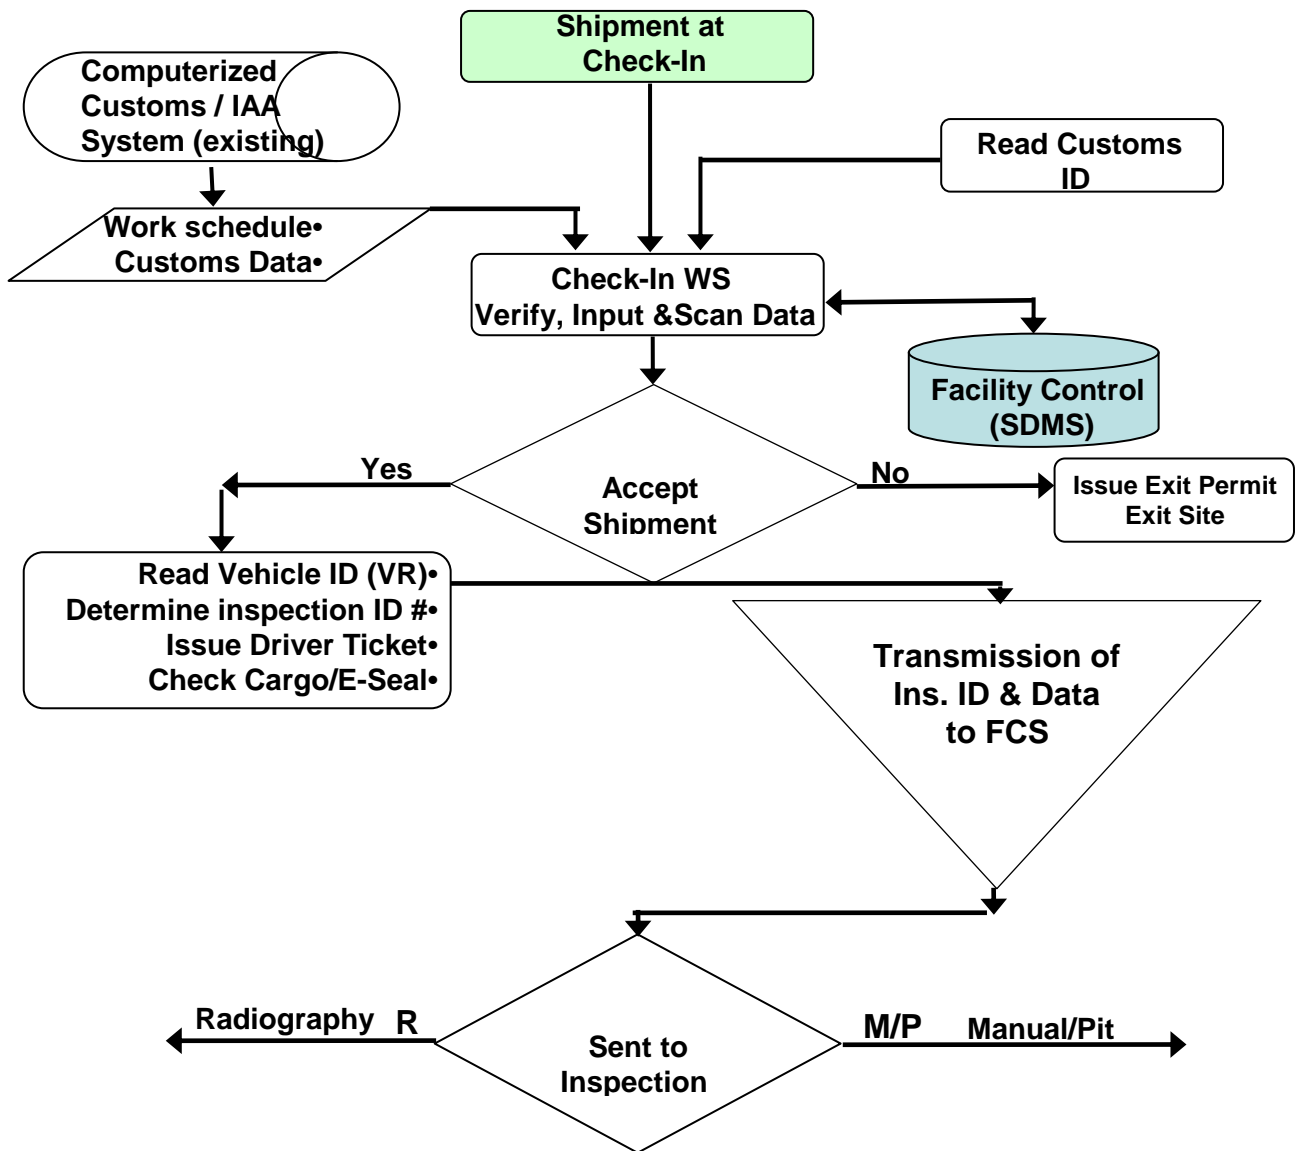 Shipment at
Check-In
Computerized
Customs / IAA
System (existing)
Read Customs
ID
Work schedule•
Customs Data•
Check-In WS
Verify, Input &Scan Data
Facility Control
(SDMS)
Yes
No
Accept
Shipment
Issue Exit Permit
Exit Site
Read Vehicle ID (VR)•
Determine inspection ID #•
Issue Driver Ticket•
Check Cargo/E-Seal•
Transmission of
Ins. ID & Data
to FCS
Radiography R
M/P Manual/Pit
Sent to
Inspection